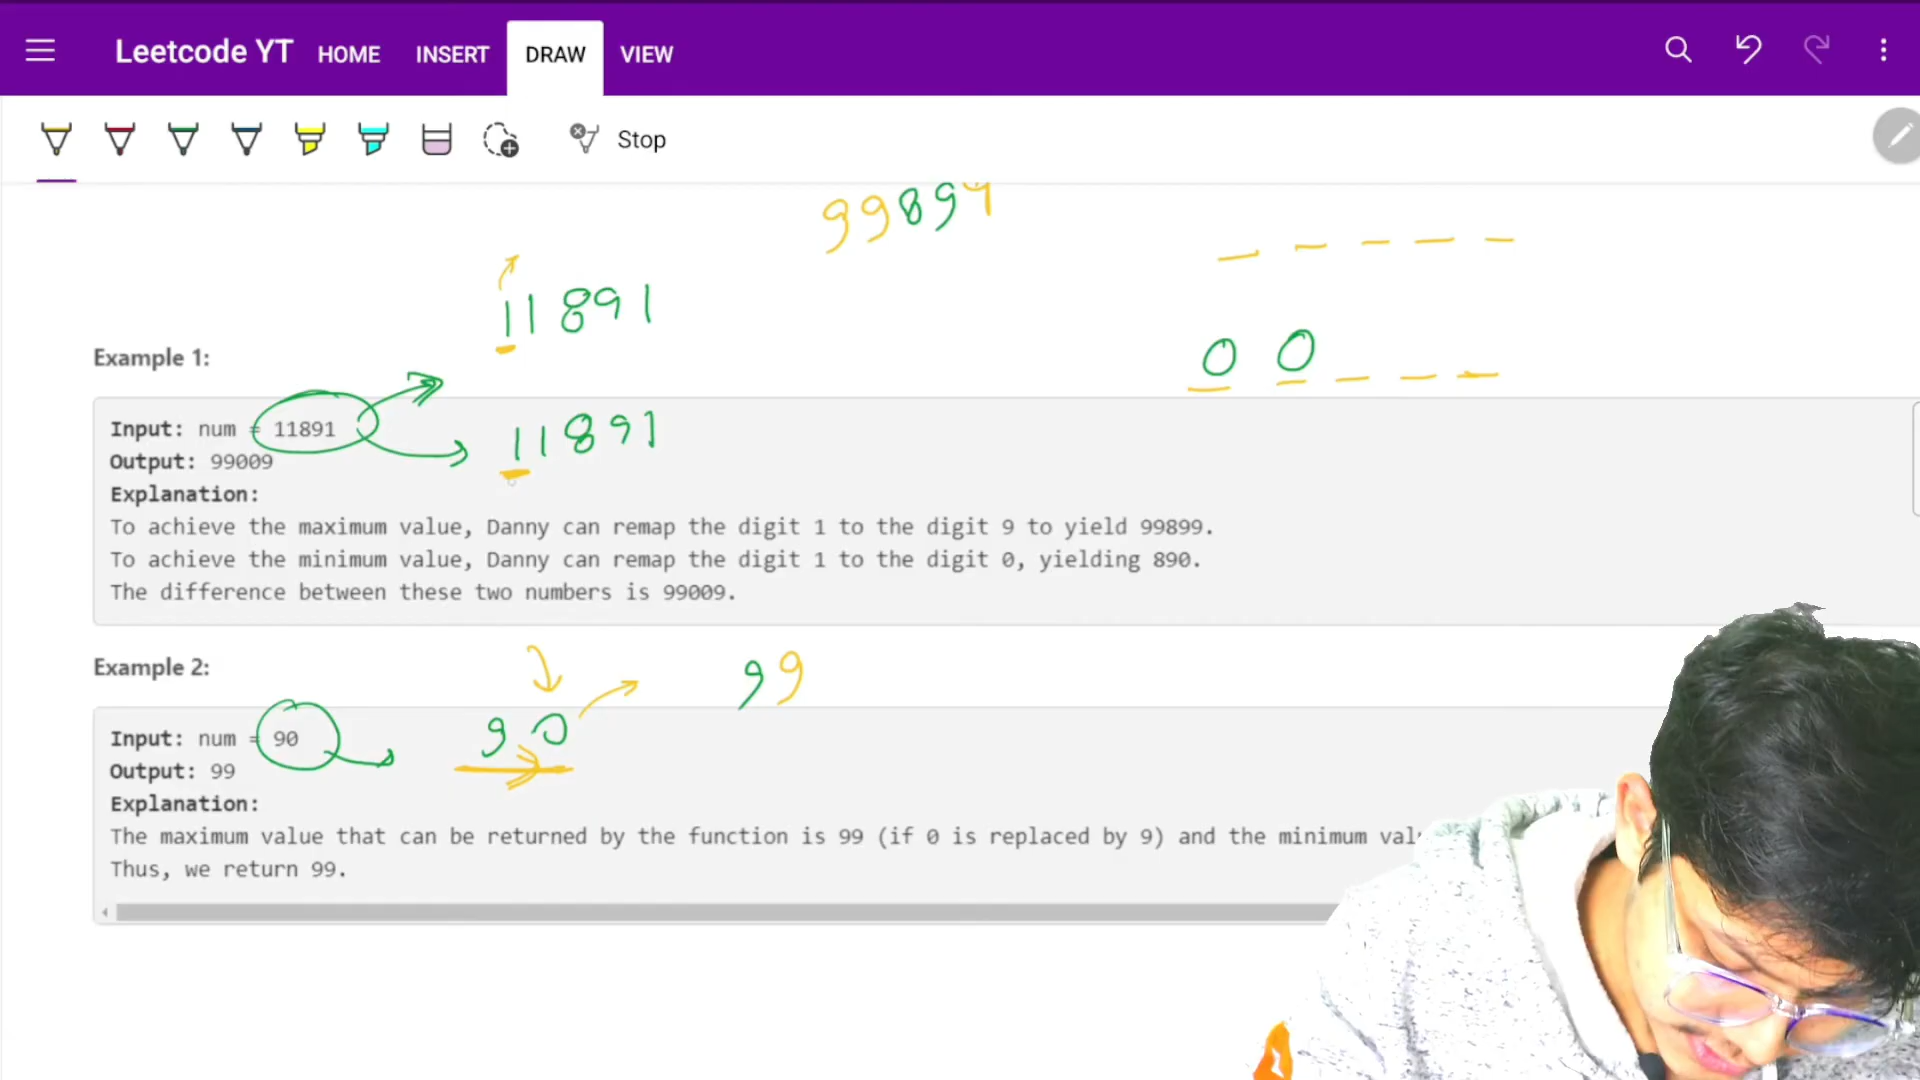 Leetcode YT HOME INSERT DRAW VIEW
Stop
99899
11891
0 0
Example 1:
Input: num = 11891
11891
Output: 99009
Explanation:
To achieve the maximum value, Danny can remap the digit 1 to the digit 9 to yield 99899.
To achieve the minimum value, Danny can remap the digit 1 to the digit 0, yielding 890.
The difference between these two numbers is 99009.
Example 2:
99
Input: num = 90
90
Output: 99
Explanation:
The maximum value that can be returned by the function is 99 (if 0 is replaced by 9) and the minimum val
Thus, we return 99.